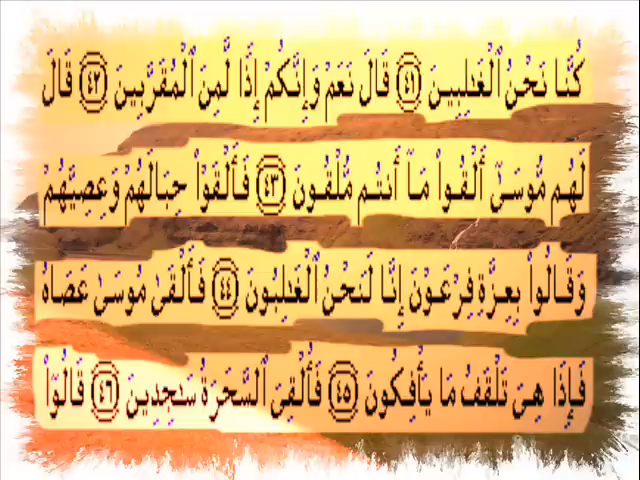 كُنَّا نَحْنُ ٱلْغَـٰلِبِينَ ٤١ قَالَ نَعَمْ وَإِنَّكُمْ إِذًا لَّمِنَ ٱلْمُقَرَّبِينَ ٤٢ قَالَ
لَهُم مُّوسَىٰٓ أَلْقُوا۟ مَآ أَنتُم مُّلْقُونَ ٤٣ فَأَلْقَوْا۟ حِبَالَهُمْ وَعِصِيَّهُمْ
وَقَالُوا۟ بِعِزَّةِ فِرْعَوْنَ إِنَّا لَنَحْنُ ٱلْغَـٰلِبُونَ ٤٤ فَأَلْقَىٰ مُوسَىٰ عَصَاهُ
فَإِذَا هِىَ تَلْقَفُ مَا يَأْفِكُونَ ٤٥ فَأُلْقِىَ ٱلسَّحَرَةُ سَـٰجِدِينَ ٤٦ قَالُوٓا۟